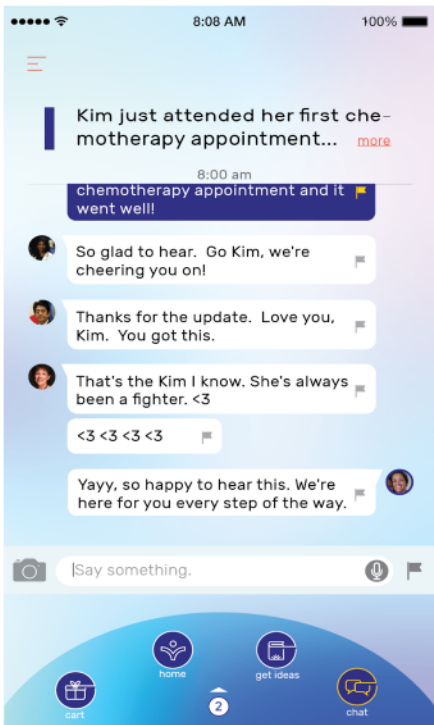 8:08 AM
100%
Kim just attended her first che-
motherapy appointment...
more
8:00 am
chemotherapy appointment and it
went well!
So glad to hear.  Go Kim, we're
cheering you on!
Thanks for the update.  Love you,
Kim.  You got this.
That's the Kim I know. She's always
been a fighter. <3
<3 <3 <3 <3
Yayy, so happy to hear this. We're
here for you every step of the way.
Say something.
home
get ideas
cart
2
chat